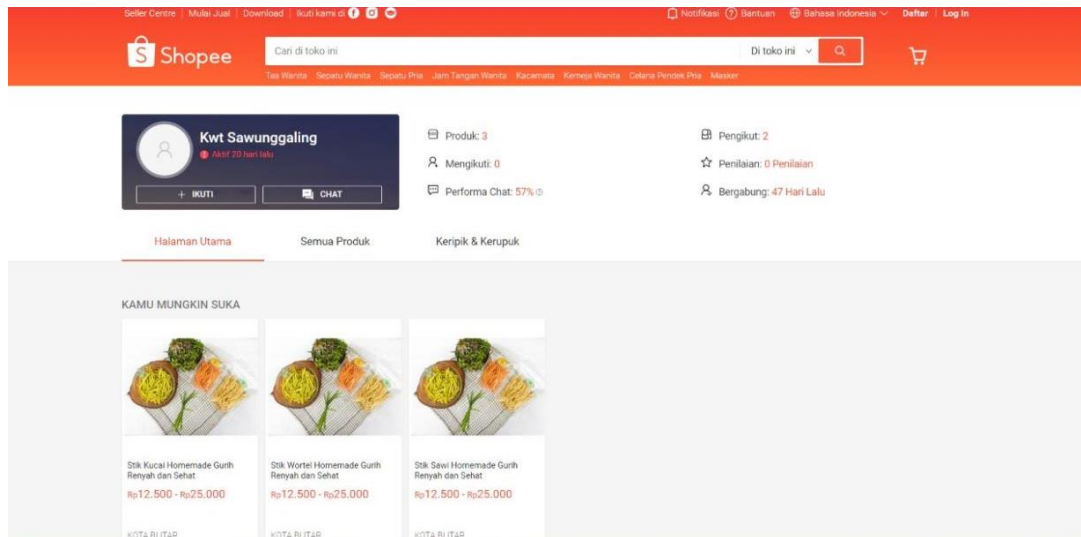 Seller Centre | Mulai Jual | Download | Ikuti kami di
Notifikasi Bantuan Bahasa Indonesia Daftar | Log In
Shopee
Cari di toko ini
Di toko ini
Tas Wanita Sepatu Wanita Sepatu Pria Jam Tangan Wanita Kacamata Kemeja Wanita Celana Pendek Pria Masker
Kwt Sawunggaling
Aktif 20 hari lalu
+ IKUTI
CHAT
Produk: 3
Pengikut: 2
Mengikuti: 0
Penilaian: 0 Penilaian
Performa Chat: 57%
Bergabung: 47 Hari Lalu
Halaman Utama
Semua Produk
Keripik & Kerupuk
KAMU MUNGKIN SUKA
Stik Kucai Homemade Gurih
Renyah dan Sehat
Rp12.500 - Rp25.000
KOTA BLITAR
Stik Wortel Homemade Gurih
Renyah dan Sehat
Rp12.500 - Rp25.000
KOTA BLITAR
Stik Sawi Homemade Gurih
Renyah dan Sehat
Rp12.500 - Rp25.000
KOTA BLITAR